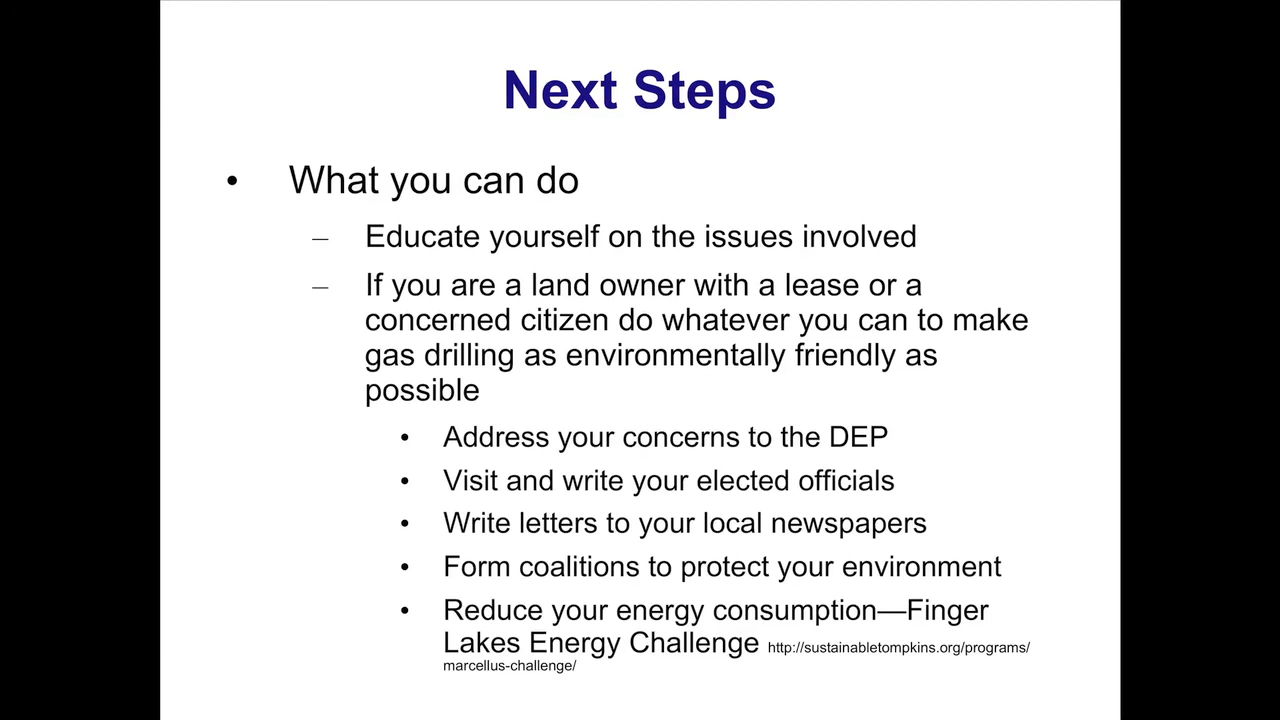 Next Steps
• What you can do
– Educate yourself on the issues involved
– If you are a land owner with a lease or a
concerned citizen do whatever you can to make
gas drilling as environmentally friendly as
possible
• Address your concerns to the DEP
• Visit and write your elected officials
• Write letters to your local newspapers
• Form coalitions to protect your environment
• Reduce your energy consumption—Finger
Lakes Energy Challenge http://sustainabletompkins.org/programs/
marcellus-challenge/